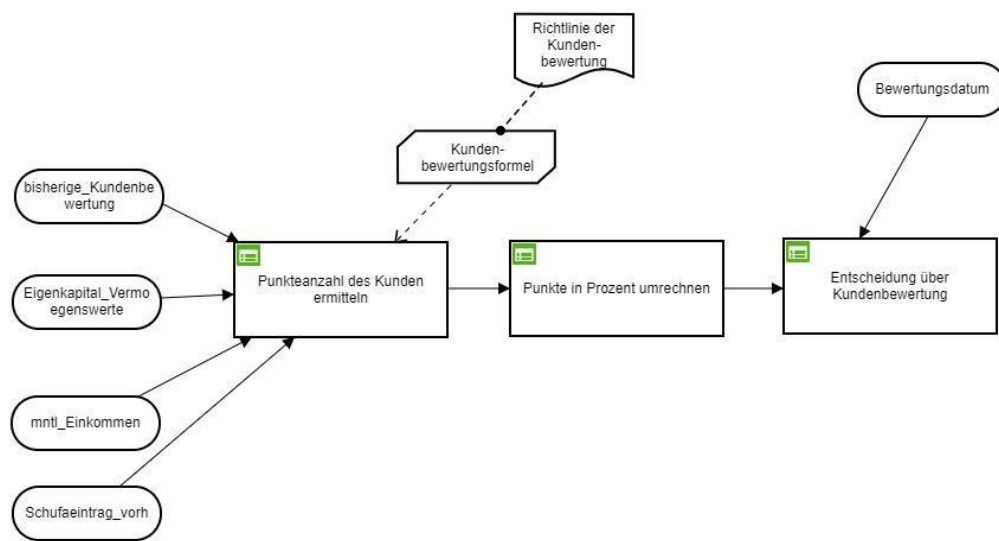 Richtlinie der
Kunden-
bewertung
Bewertungsdatum
Kunden-
bewertungsformel
bisherige_Kundenbe
wertung
Punkteanzahl des Kunden
ermitteln
Punkte in Prozent umrechnen
Entscheidung über
Kundenbewertung
Eigenkapital_Vermo
egenswerte
mntl_Einkommen
Schufaeintrag_vorh